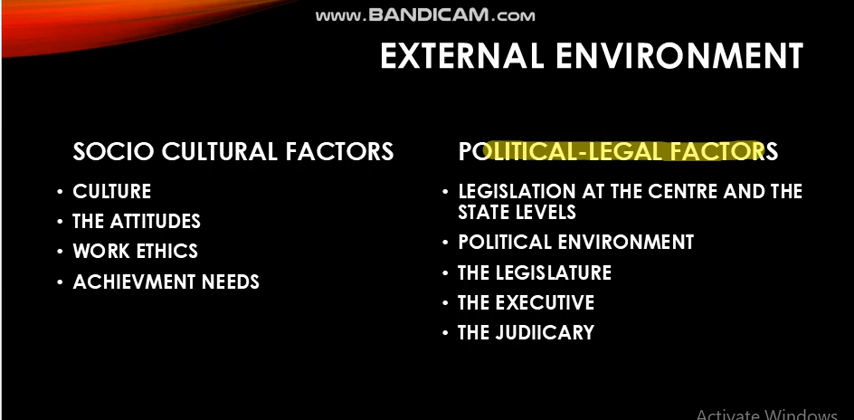 www.BANDICAM.com
EXTERNAL ENVIRONMENT
SOCIO CULTURAL FACTORS
• CULTURE
• THE ATTITUDES
• WORK ETHICS
• ACHIEVMENT NEEDS
POLITICAL-LEGAL FACTORS
• LEGISLATION AT THE CENTRE AND THE
STATE LEVELS
• POLITICAL ENVIRONMENT
• THE LEGISLATURE
• THE EXECUTIVE
• THE JUDIICARY
Activate Windows